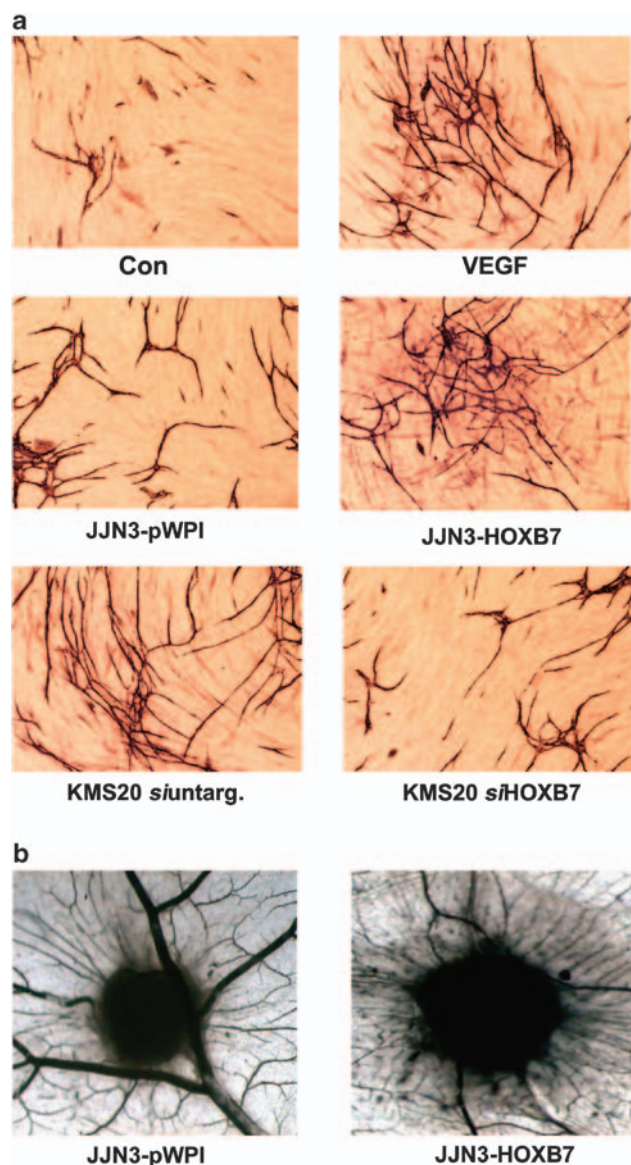 a
Con
VEGF
JJN3-pWPI
JJN3-HOXB7
KMS20 siuntarg.
KMS20 siHOXB7
b
JJN3-pWPI
JJN3-HOXB7